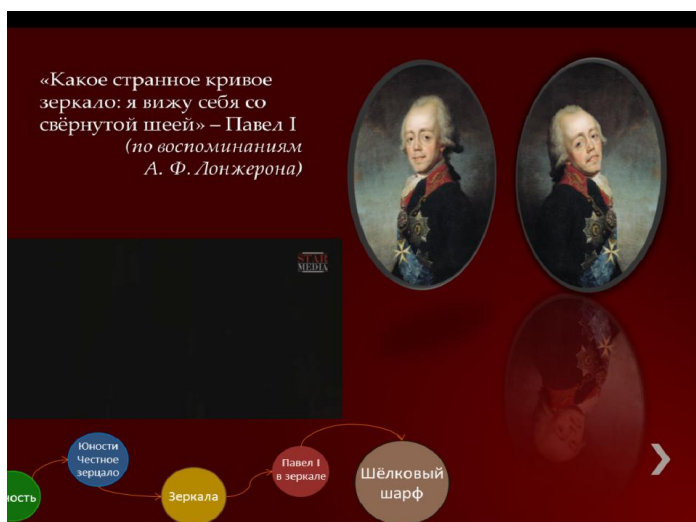 «Какое странное кривое
зеркало: я вижу себя со
свёрнутой шеей» – Павел I
(по воспоминаниям
А. Ф. Лонжерона)
STAR
MEDIA
Юности
Честное
зерцало
Зеркала
Павел I
в зеркале
Шёлковый
шарф